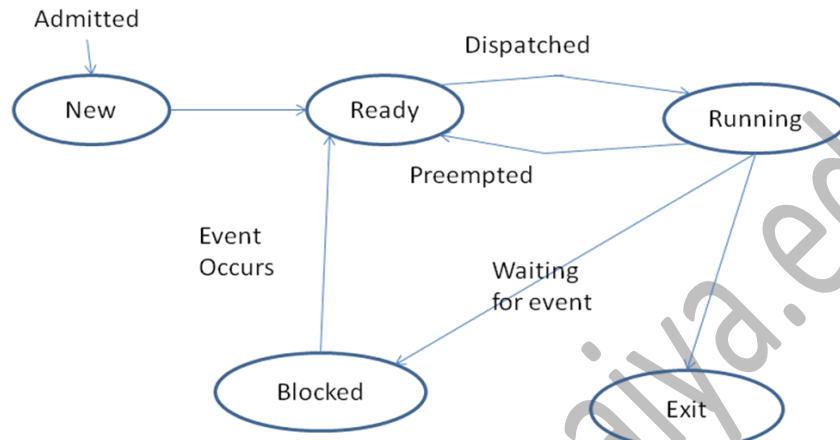 Admitted
Dispatched
New
Ready
Running
Preempted
Event
Occurs
Waiting
for event
Blocked
Exit